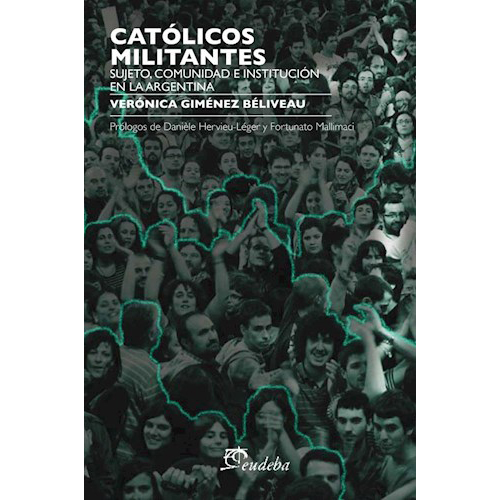 CATÓLICOS
MILITANTES
SUJETO, COMUNIDAD E INSTITUCIÓN
EN LA ARGENTINA
VERÓNICA GIMÉNEZ BÉLIVEAU
Prólogos de Danièle Hervieu-Léger y Fortunato Mallimaci
eudeba